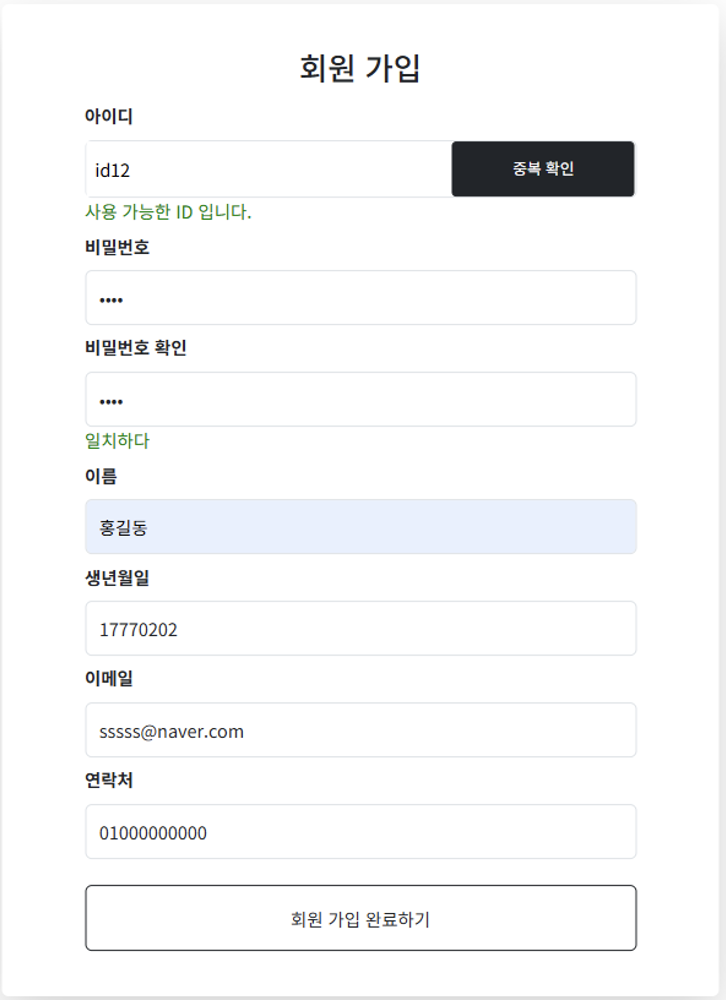 회원 가입
아이디
id12 중복 확인
사용 가능한 ID 입니다.
비밀번호
••••
비밀번호 확인
••••
일치하다
이름
홍길동
생년월일
17770202
이메일
sssss@naver.com
연락처
01000000000
회원 가입 완료하기